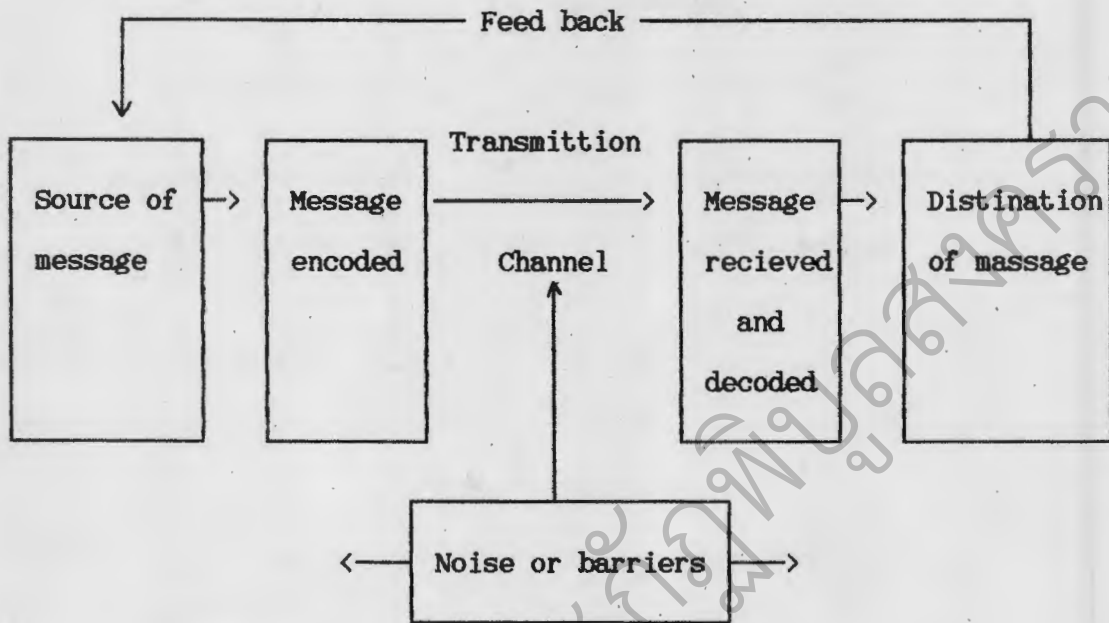 Feed back
Transmittion
Source of
message
Message
encoded
Channel
Message
recieved
and
decoded
Distination
of massage
Noise or barriers